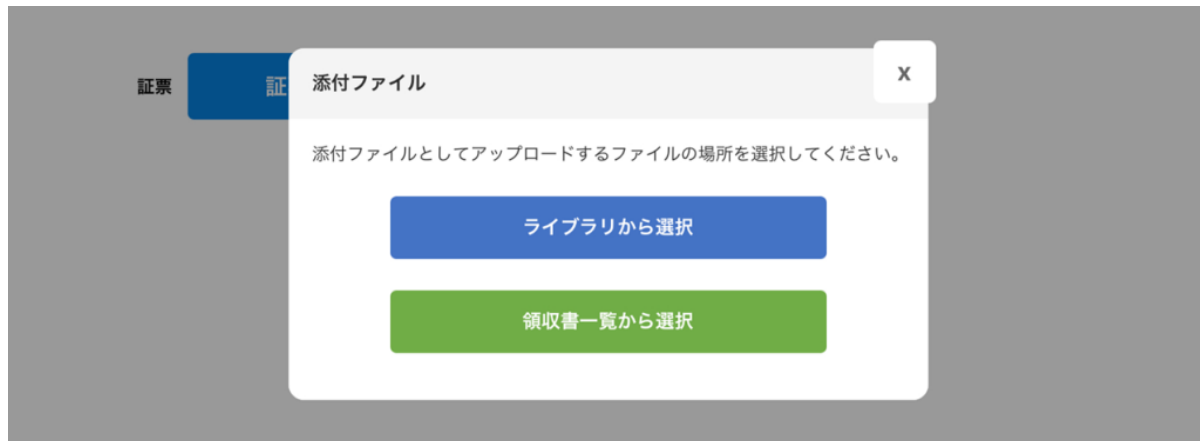 証票
証
添付ファイル
x
添付ファイルとしてアップロードするファイルの場所を選択してください。
ライブラリから選択
領収書一覧から選択